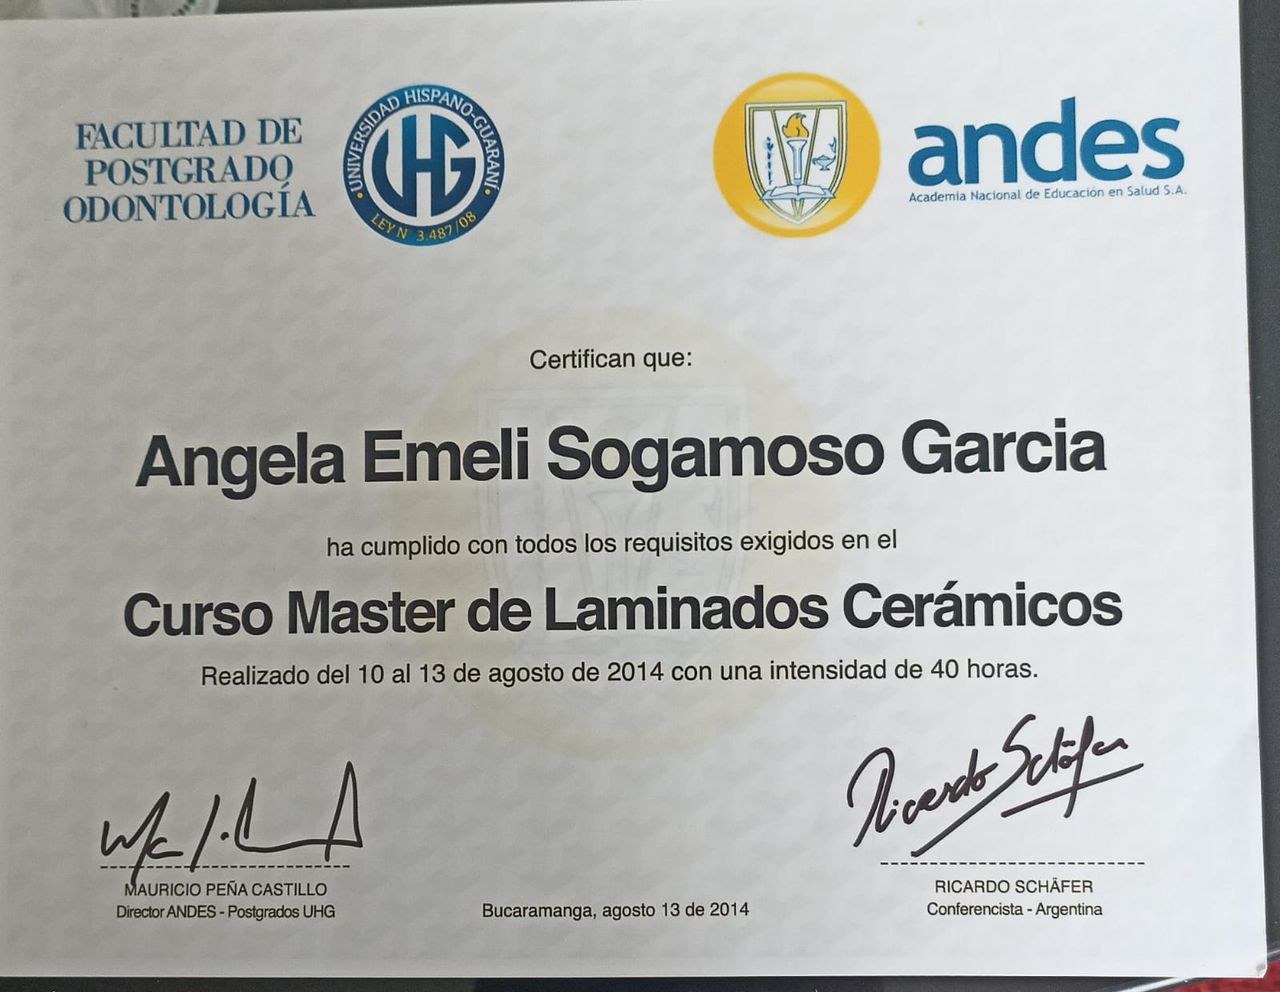 FACULTAD DE
POSTGRADO
ODONTOLOGÍA
UNIVERSIDAD HISPANO-GUARANÍ
UHG
LEY N° 3.487/08
andes
Academia Nacional de Educación en Salud S.A.
Certifican que:
Angela Emeli Sogamoso Garcia
ha cumplido con todos los requisitos exigidos en el
Curso Master de Laminados Cerámicos
Realizado del 10 al 13 de agosto de 2014 con una intensidad de 40 horas.
Ricardo Schäfer
MAURICIO PEÑA CASTILLO
Director ANDES - Postgrados UHG
Bucaramanga, agosto 13 de 2014
RICARDO SCHÄFER
Conferencista - Argentina